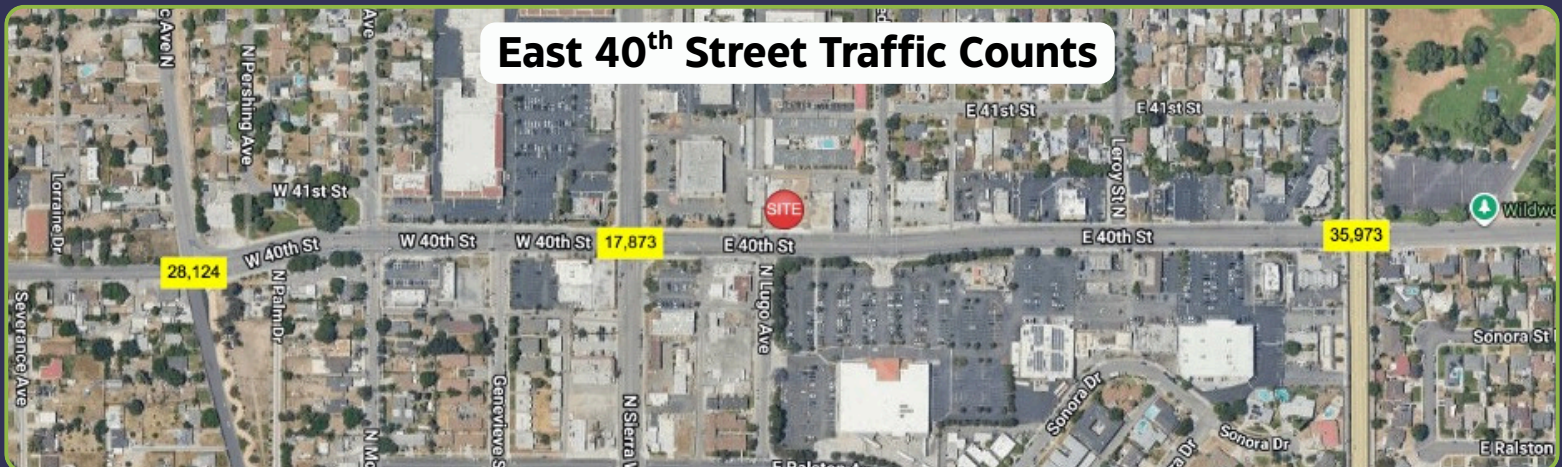 East 40th Street Traffic Counts
N Pershing Ave
Ave
E 41st St
E 41st St
Leroy St N
Lorraine Dr
W 41st St
SITE
W 40th St
W 40th St
W 40th St
17,873
E 40th St
E 40th St
35,973
28,124
N Palm Dr
N Lugo Ave
Severance Ave
Genevieve S
N Sierra
Sonora St
Sonora Dr
Sonora Dr
E Ralston